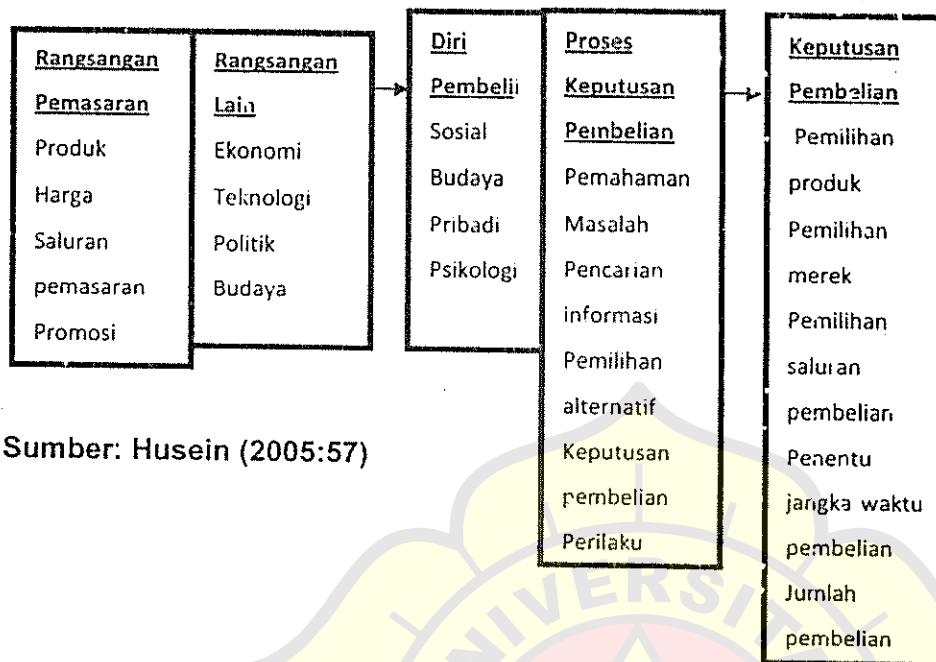 Rangsangan
Pemasaran
Produk
Harga
Saluran
pemasaran
Promosi
Rangsangan
Lain
Ekonomi
Teknologi
Politik
Budaya
Diri
Pembeli
Sosial
Budaya
Pribadi
Psikologi
Proses
Keputusan
Pembelian
Pemahaman
Masalah
Pencarian
informasi
Pemilihan
alternatif
Keputusan
pembelian
Perilaku
Keputusan
Pembelian
Pemilihan
produk
Pemilihan
merek
Pemilihan
saluran
pembelian
Penentu
jangka waktu
pembelian
Jumlah
pembelian
Sumber: Husein (2005:57)